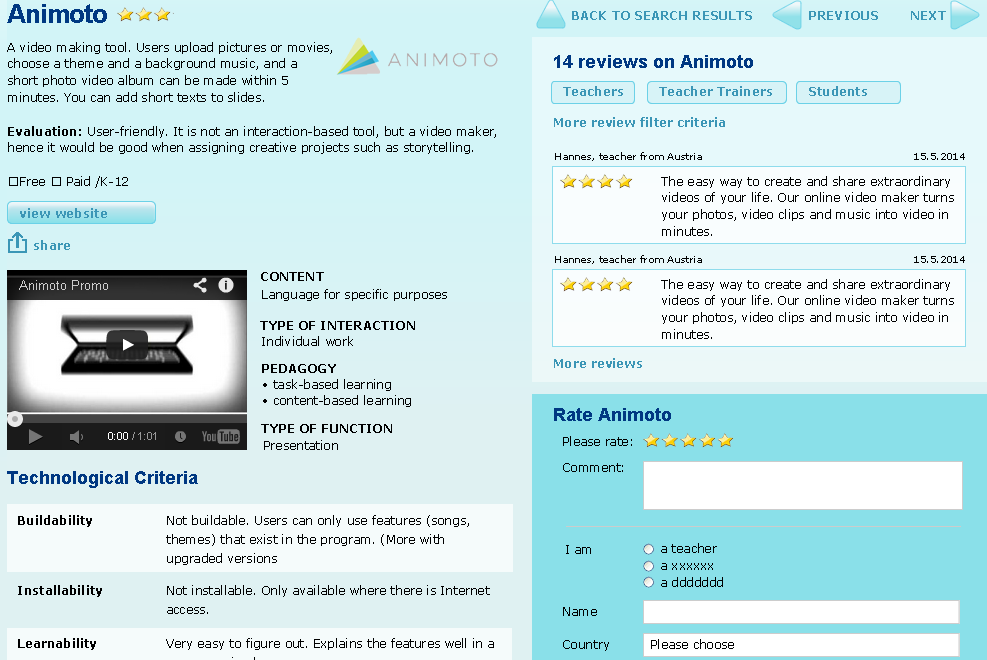 Animoto
A video making tool. Users upload pictures or movies,
choose a theme and a background music, and a
short photo video album can be made within 5
minutes. You can add short texts to slides.
ANIMOTO
Evaluation: User-friendly. It is not an interaction-based tool, but a video maker,
hence it would be good when assigning creative projects such as storytelling.
☐Free ☐ Paid /K-12
view website
share
Animoto Promo
0:00 / 1:01
YouTube
CONTENT
Language for specific purposes
TYPE OF INTERACTION
Individual work
PEDAGOGY
• task-based learning
• content-based learning
TYPE OF FUNCTION
Presentation
Technological Criteria
Buildability
Not buildable. Users can only use features (songs,
themes) that exist in the program. (More with
upgraded versions
Installability
Not installable. Only available where there is Internet
access.
Learnability
Very easy to figure out. Explains the features well in a
BACK TO SEARCH RESULTS
PREVIOUS
NEXT
14 reviews on Animoto
Teachers
Teacher Trainers
Students
More review filter criteria
Hannes, teacher from Austria
15.5.2014
The easy way to create and share extraordinary
videos of your life. Our online video maker turns
your photos, video clips and music into video in
minutes.
Hannes, teacher from Austria
15.5.2014
The easy way to create and share extraordinary
videos of your life. Our online video maker turns
your photos, video clips and music into video in
minutes.
More reviews
Rate Animoto
Please rate:
Comment:
I am
a teacher
a xxxxxx
a ddddddd
Name
Country
Please choose